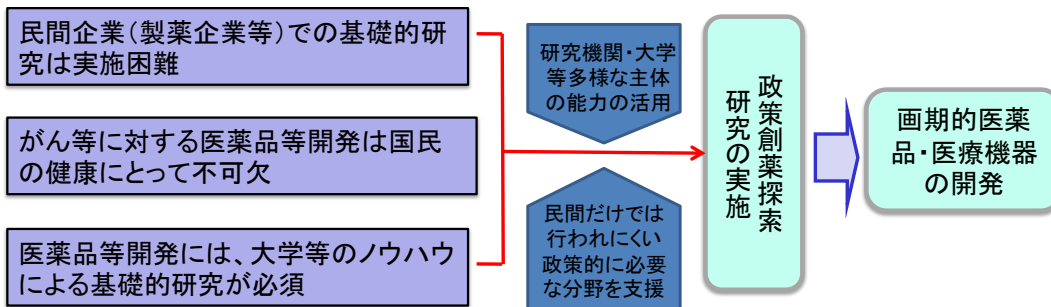 民間企業(製薬企業等)での基礎的研
究は実施困難
がん等に対する医薬品等開発は国民
の健康にとって不可欠
医薬品等開発には、大学等のノウハウ
による基礎的研究が必須
研究機関・大学
等多様な主体
の能力の活用
民間だけでは
行われにくい
政策的に必要
な分野を支援
政策創薬探索
研究の実施
画期的医薬
品・医療機器
の開発